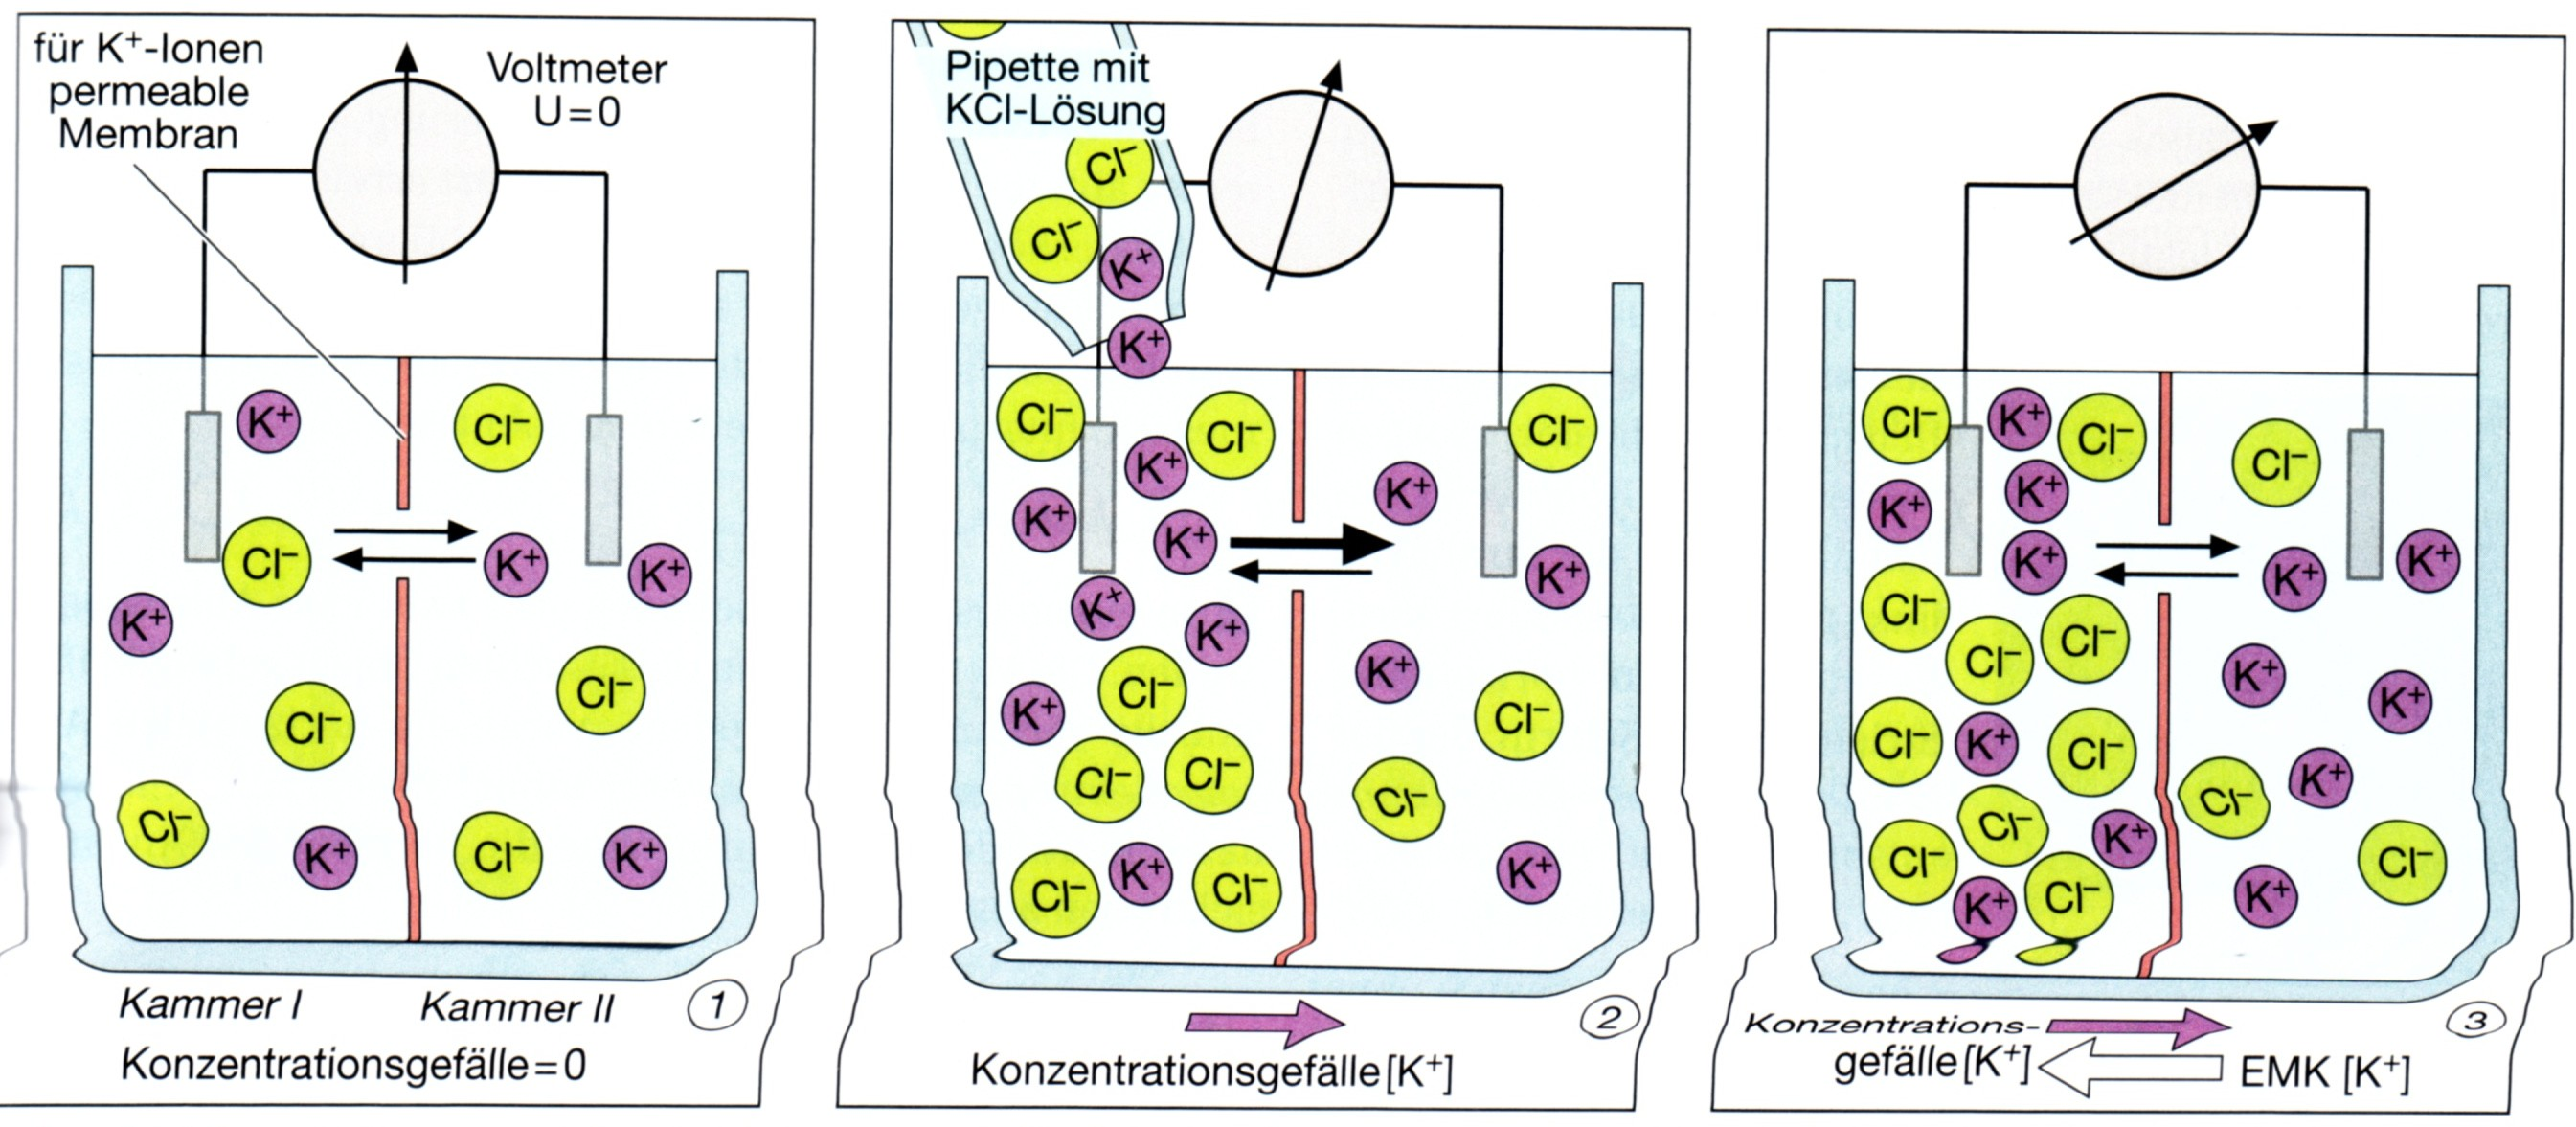 für K⁺-Ionen
permeable
Membran
Voltmeter
U=0
K⁺ Cl⁻
Cl⁻ K⁺ K⁺
K⁺
Cl⁻ Cl⁻
Cl⁻ K⁺ Cl⁻ K⁺
Kammer I Kammer II 1
Konzentrationsgefälle=0
Pipette mit
KCl-Lösung
Cl⁻
Cl⁻ K⁺
K⁺
Cl⁻ Cl⁻ Cl⁻
K⁺ K⁺
K⁺ K⁺ K⁺
K⁺ K⁺ K⁺
K⁺ Cl⁻ Cl⁻
Cl⁻ Cl⁻ Cl⁻
Cl⁻ K⁺ Cl⁻ K⁺
2
Konzentrationsgefälle[K⁺]
Cl⁻ K⁺ Cl⁻ Cl⁻
K⁺ K⁺
K⁺ K⁺ K⁺
Cl⁻ Cl⁻ Cl⁻ K⁺ K⁺
Cl⁻ K⁺ Cl⁻ K⁺
Cl⁻ Cl⁻ K⁺ Cl⁻ Cl⁻
K⁺ Cl⁻ K⁺
Konzentrations- 3
gefälle[K⁺] EMK [K⁺]